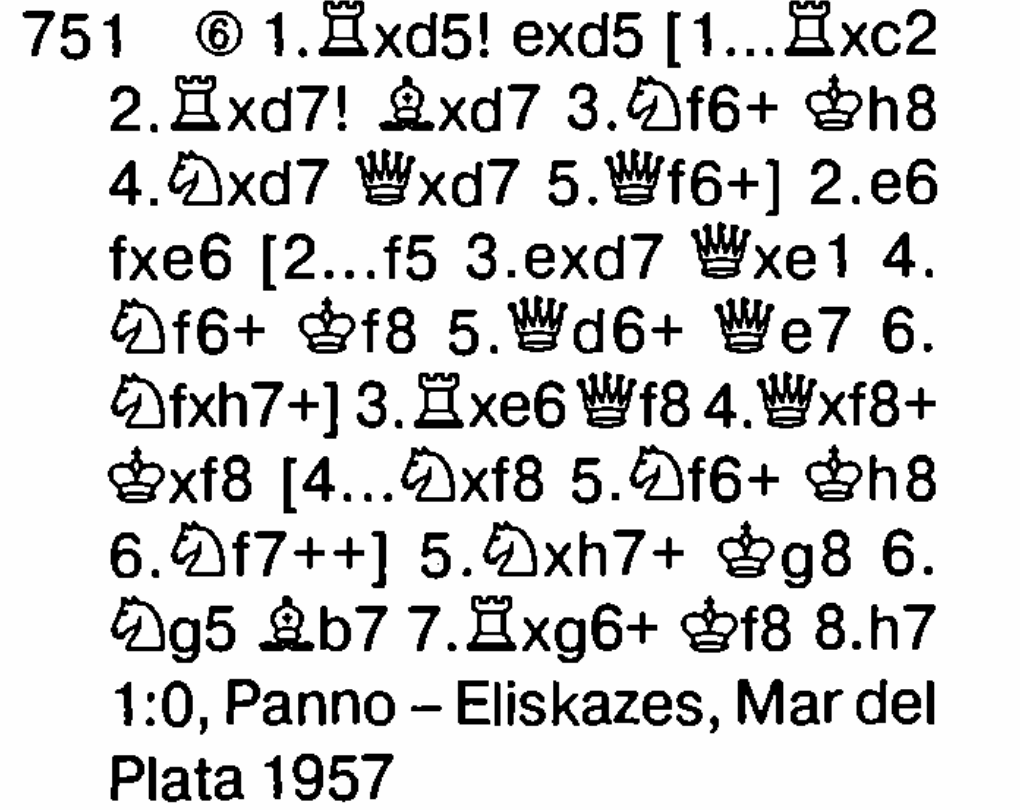 751 ⑥ 1.♖xd5! exd5 [1...♖xc2
2.♖xd7! ♗xd7 3.♘f6+ ♔h8
4.♘xd7 ♕xd7 5.♕f6+] 2.e6
fxe6 [2...f5 3.exd7 ♕xe1 4.
♘f6+ ♔f8 5.♕d6+ ♕e7 6.
♘fxh7+] 3.♖xe6 ♕f8 4.♕xf8+
♔xf8 [4...♘xf8 5.♘f6+ ♔h8
6.♘f7++] 5.♘xh7+ ♔g8 6.
♘g5 ♗b7 7.♖xg6+ ♔f8 8.h7
1:0, Panno – Eliskazes, Mar del
Plata 1957